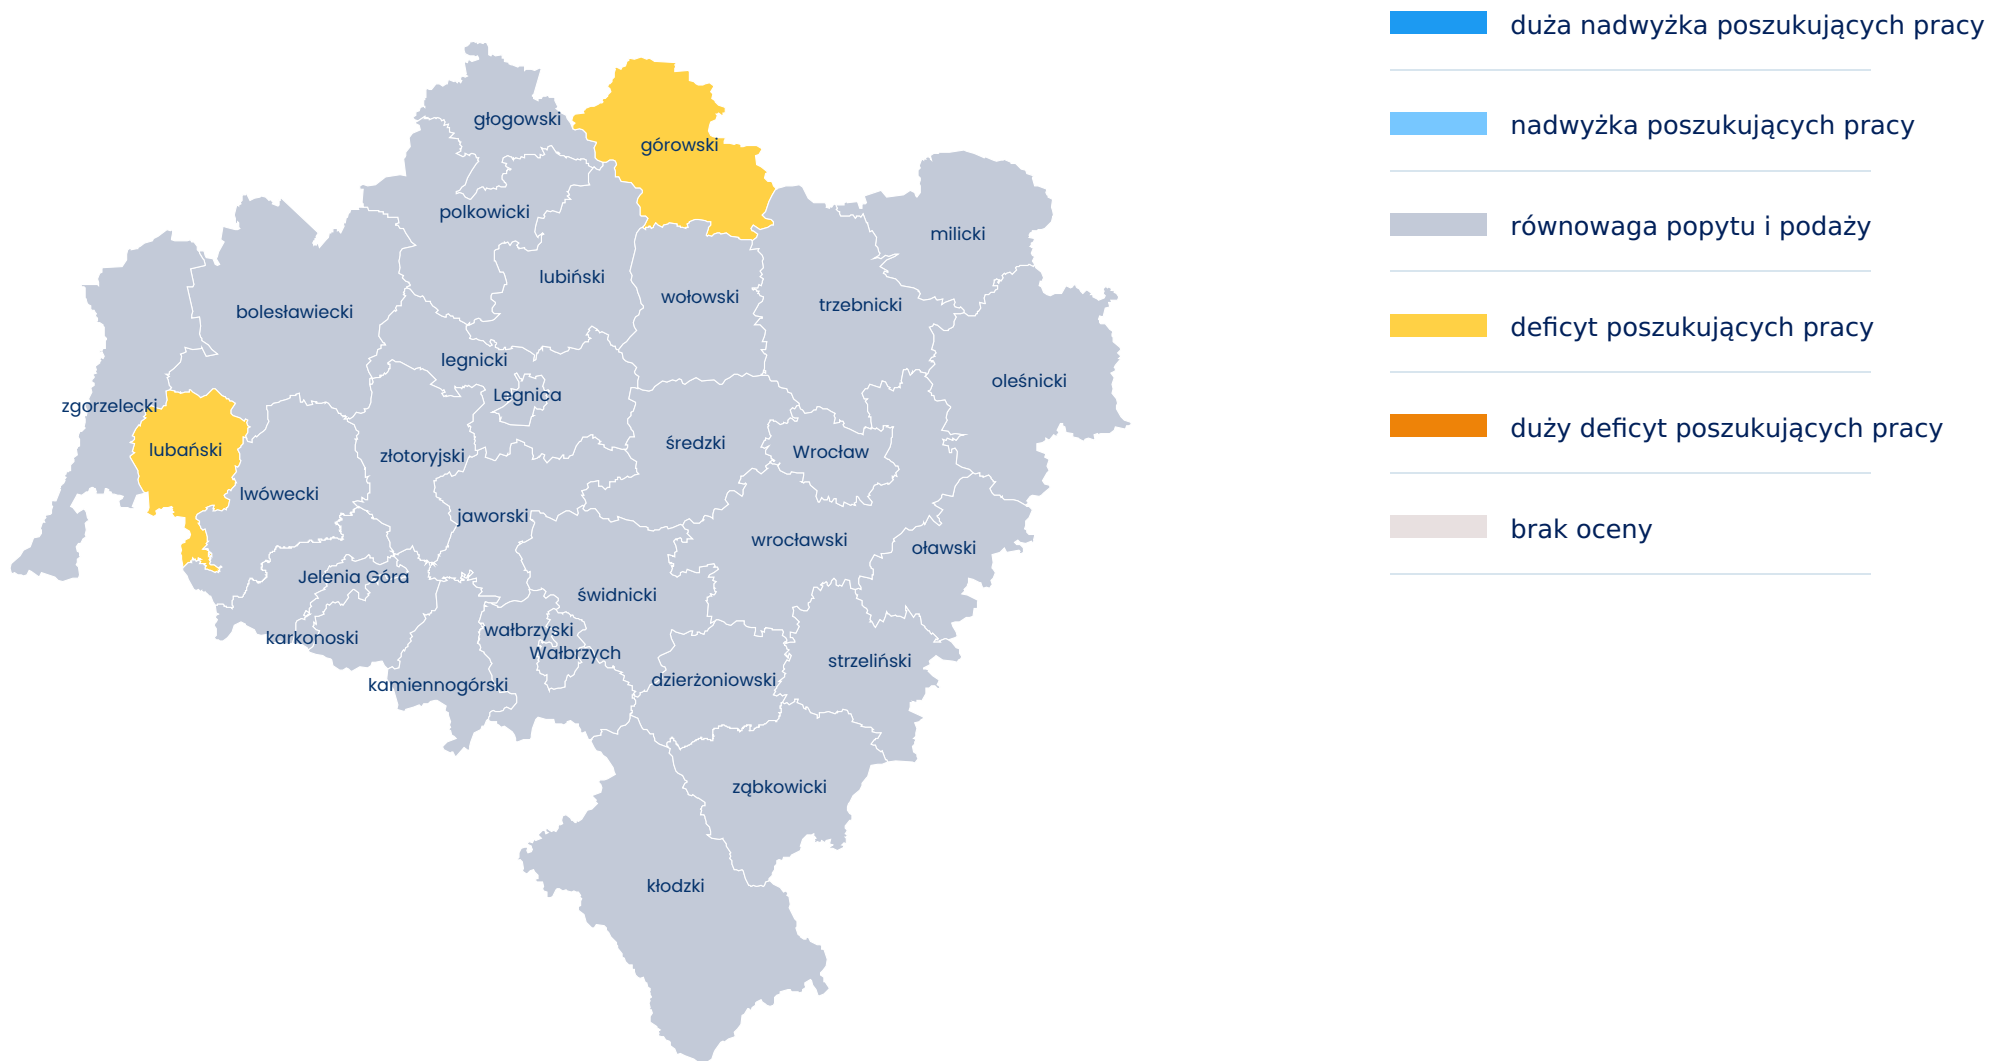 duża nadwyżka poszukujących pracy
nadwyżka poszukujących pracy
równowaga popytu i podaży
deficyt poszukujących pracy
duży deficyt poszukujących pracy
brak oceny
głogowski
górowski
polkowicki
milicki
lubiński
wołowski
trzebnicki
bolesławiecki
legnicki
oleśnicki
Legnica
zgorzelecki
średzki
lubański
Wrocław
złotoryjski
lwówecki
jaworski
wrocławski
oławski
Jelenia Góra
świdnicki
wałbrzyski
karkonoski
Wałbrzych
strzeliński
dzierżoniowski
kamiennogórski
ząbkowicki
kłodzki